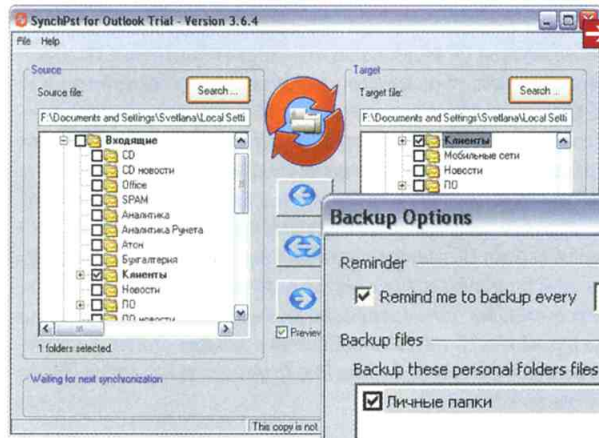 SynchPst for Outlook Trial - Version 3.6.4
File Help
Source
Source file:
Search ...
F:\Documents and Settings\Svetlana\Local Setti
Входящие
CD
CD новости
Office
SPAM
Аналитика
Аналитика Рунета
Атон
Бухгалтерия
Клиенты
Новости
ПО
ПО новости
1 folders selected.
Preview
Target
Target file:
Search ...
F:\Documents and Settings\Svetlana\Local Setti
Клиенты
Мобильные сети
Новости
ПО
Waiting for next synchronization
This copy is not
Backup Options
Reminder
Remind me to backup every
Backup files
Backup these personal folders files
Личные папки